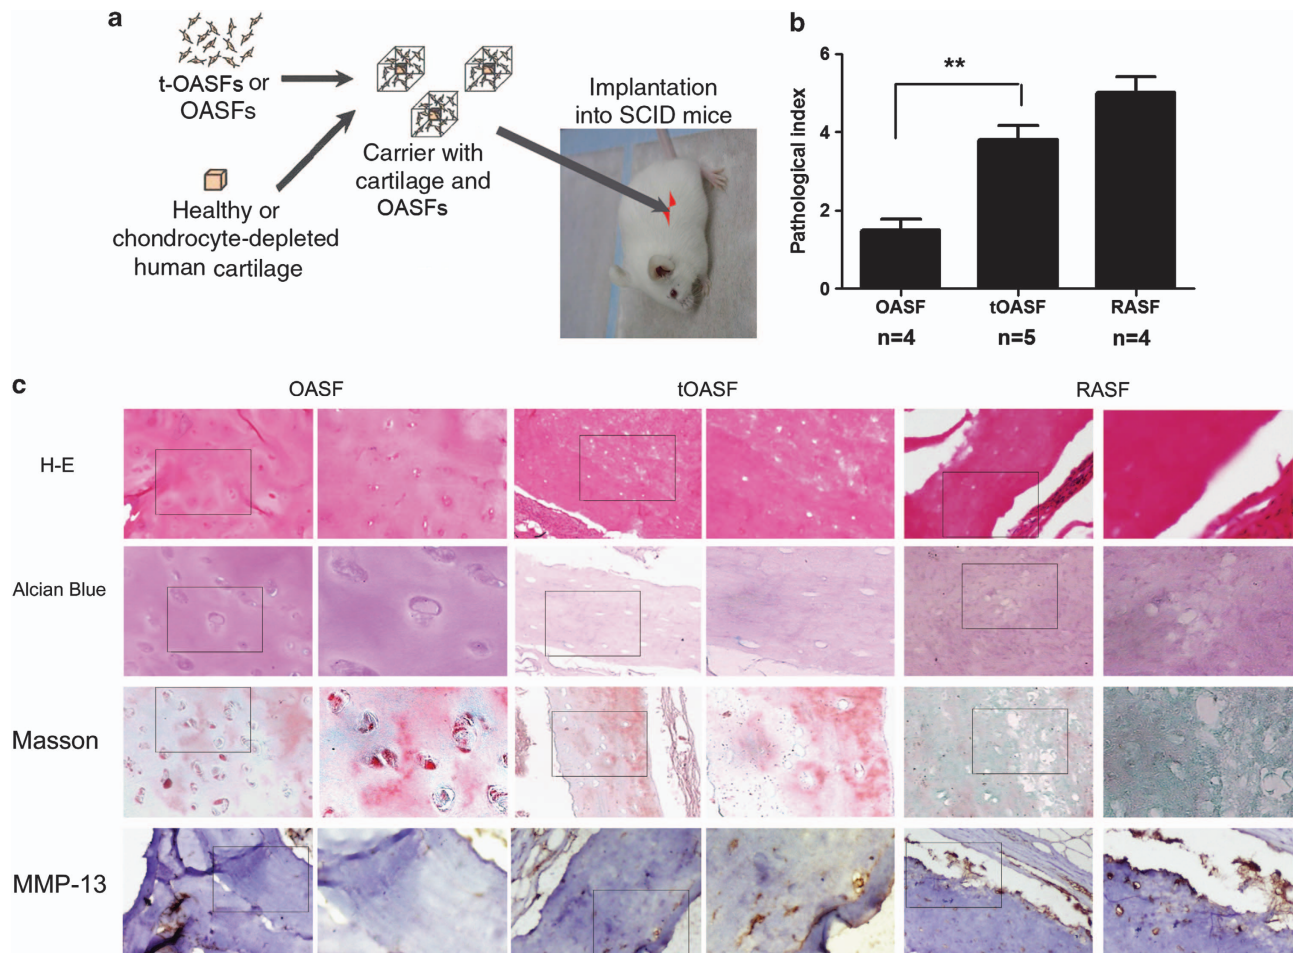 a
t-OASFs or
OASFs
Healthy or
chondrocyte-depleted
human cartilage
Carrier with
cartilage and
OASFs
Implantation
into SCID mice
b
Pathological index
6
4
2
0
**
OASF
tOASF
RASF
n=4
n=5
n=4
c
OASF
tOASF
RASF
H-E
Alcian Blue
Masson
MMP-13